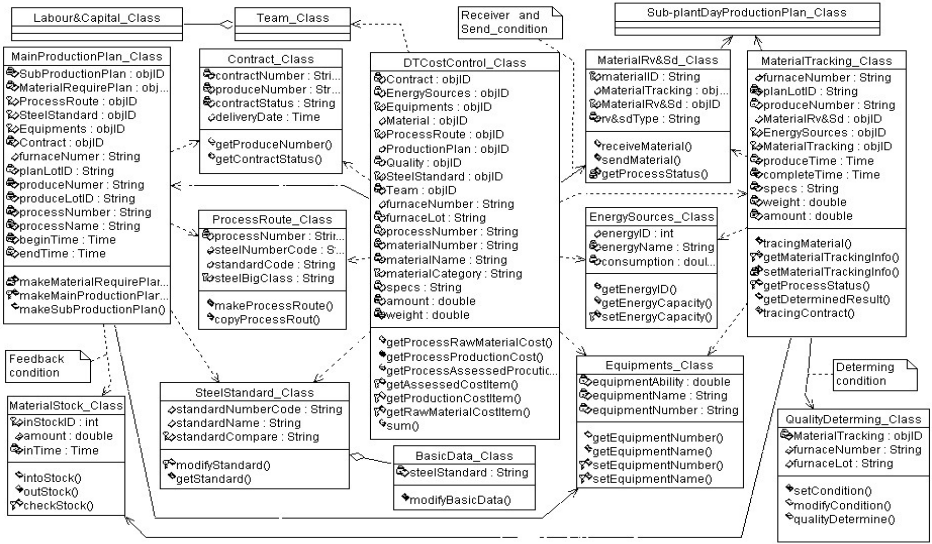 Labour&Capital_Class
Team_Class
Receiver and
Send_condition
Sub-plantDayProductionPlan_Class
MainProductionPlan_Class
SubProductionPlan : objID
MaterialRequirePlan : obj...
ProcessRoute : objID
SteelStandard : objID
Equipments : objID
Contract : objID
furnaceNumer : String
planLotID : String
produceNumer : String
produceLotID : String
processNumber : String
processName : String
beginTime : Time
endTime : Time
makeMaterialRequirePlar...
makeMainProductionPlar...
makeSubProductionPlan()
Contract_Class
contractNumber : Stri...
produceNumber : Str...
contractStatus : String
deliveryDate : Time
getProduceNumber()
getContractStatus()
ProcessRoute_Class
processNumber : Stri...
steelNumberCode : S...
standardCode : String
steelBigClass : String
makeProcessRoute()
copyProcessRout()
DTCostControl_Class
Contract : objID
EnergySources : objID
Equipments : objID
Material : objID
ProcessRoute : objID
ProductionPlan : objID
Quality : objID
SteelStandard : objID
Team : objID
furnaceNumber : String
furnaceLot : String
processNumber : String
materialNumber : String
materialName : String
materialCategory : String
specs : String
amount : double
weight : double
getProcessRawMaterialCost()
getProcessProductionCost()
getProcessAssessedProcutic...
getAssessedCostItem()
getProductionCostItem()
getRawMaterialCostItem()
sum()
MaterialRv&Sd_Class
materialID : String
MaterialTracking : obj...
MaterialRv&Sd : objID
rv&sdType : String
receiveMaterial()
sendMaterial()
getProcessStatus()
EnergySources_Class
energyID : int
energyName : String
consumption : doul...
getEnergyID()
getEnergyCapacity()
setEnergyCapacity()
MaterialTracking_Class
furnaceNumber : String
planLotID : String
produceNumber : String
MaterialRv&Sd : objID
EnergySources : objID
MaterialTracking : objID
produceTime : Time
completeTime : Time
specs : String
weight : double
amount : double
tracingMaterial()
getMaterialTrackingInfo()
setMaterialTrackingInfo()
getProcessStatus()
getDeterminedResult()
tracingContract()
Feedback
condition
MaterialStock_Class
inStockID : int
amount : double
inTime : Time
intoStock()
outStock()
checkStock()
SteelStandard_Class
standardNumberCode : String
standardName : String
standardCompare : String
modifyStandard()
getStandard()
BasicData_Class
steelStandard : String
modifyBasicData()
Equipments_Class
equipmentAbility : double
equipmentName : String
equipmentNumber : String
getEquipmentNumber()
getEquipmentName()
setEquipmentNumber()
setEquipmentName()
Determing
condition
QualityDeterming_Class
MaterialTracking : objID
furnaceNumber : String
furnaceLot : String
setCondition()
modifyCondition()
qualityDetermine()